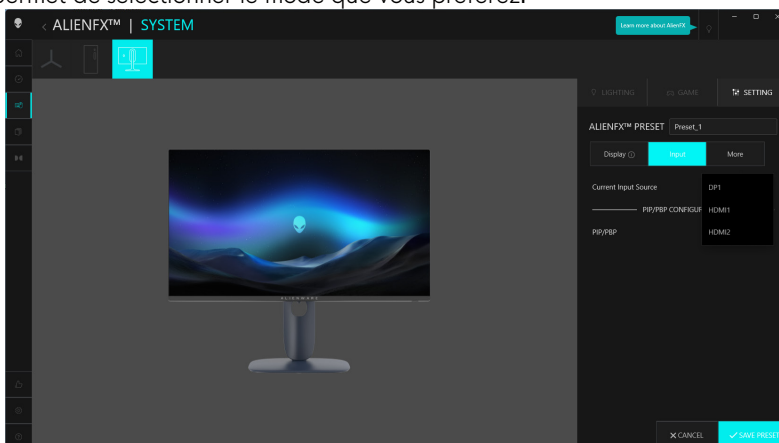 permet de sélectionner le mode que vous préférez.
ALIENFX™ | SYSTEM
Learn more about AlienFX
LIGHTING GAME SETTING
ALIENFX™ PRESET Preset_1
Display Input More
Current Input Source DP1
PIP/PBP CONFIGUR HDMI1
PIP/PBP HDMI2
ALIENWARE
CANCEL SAVE PRESET